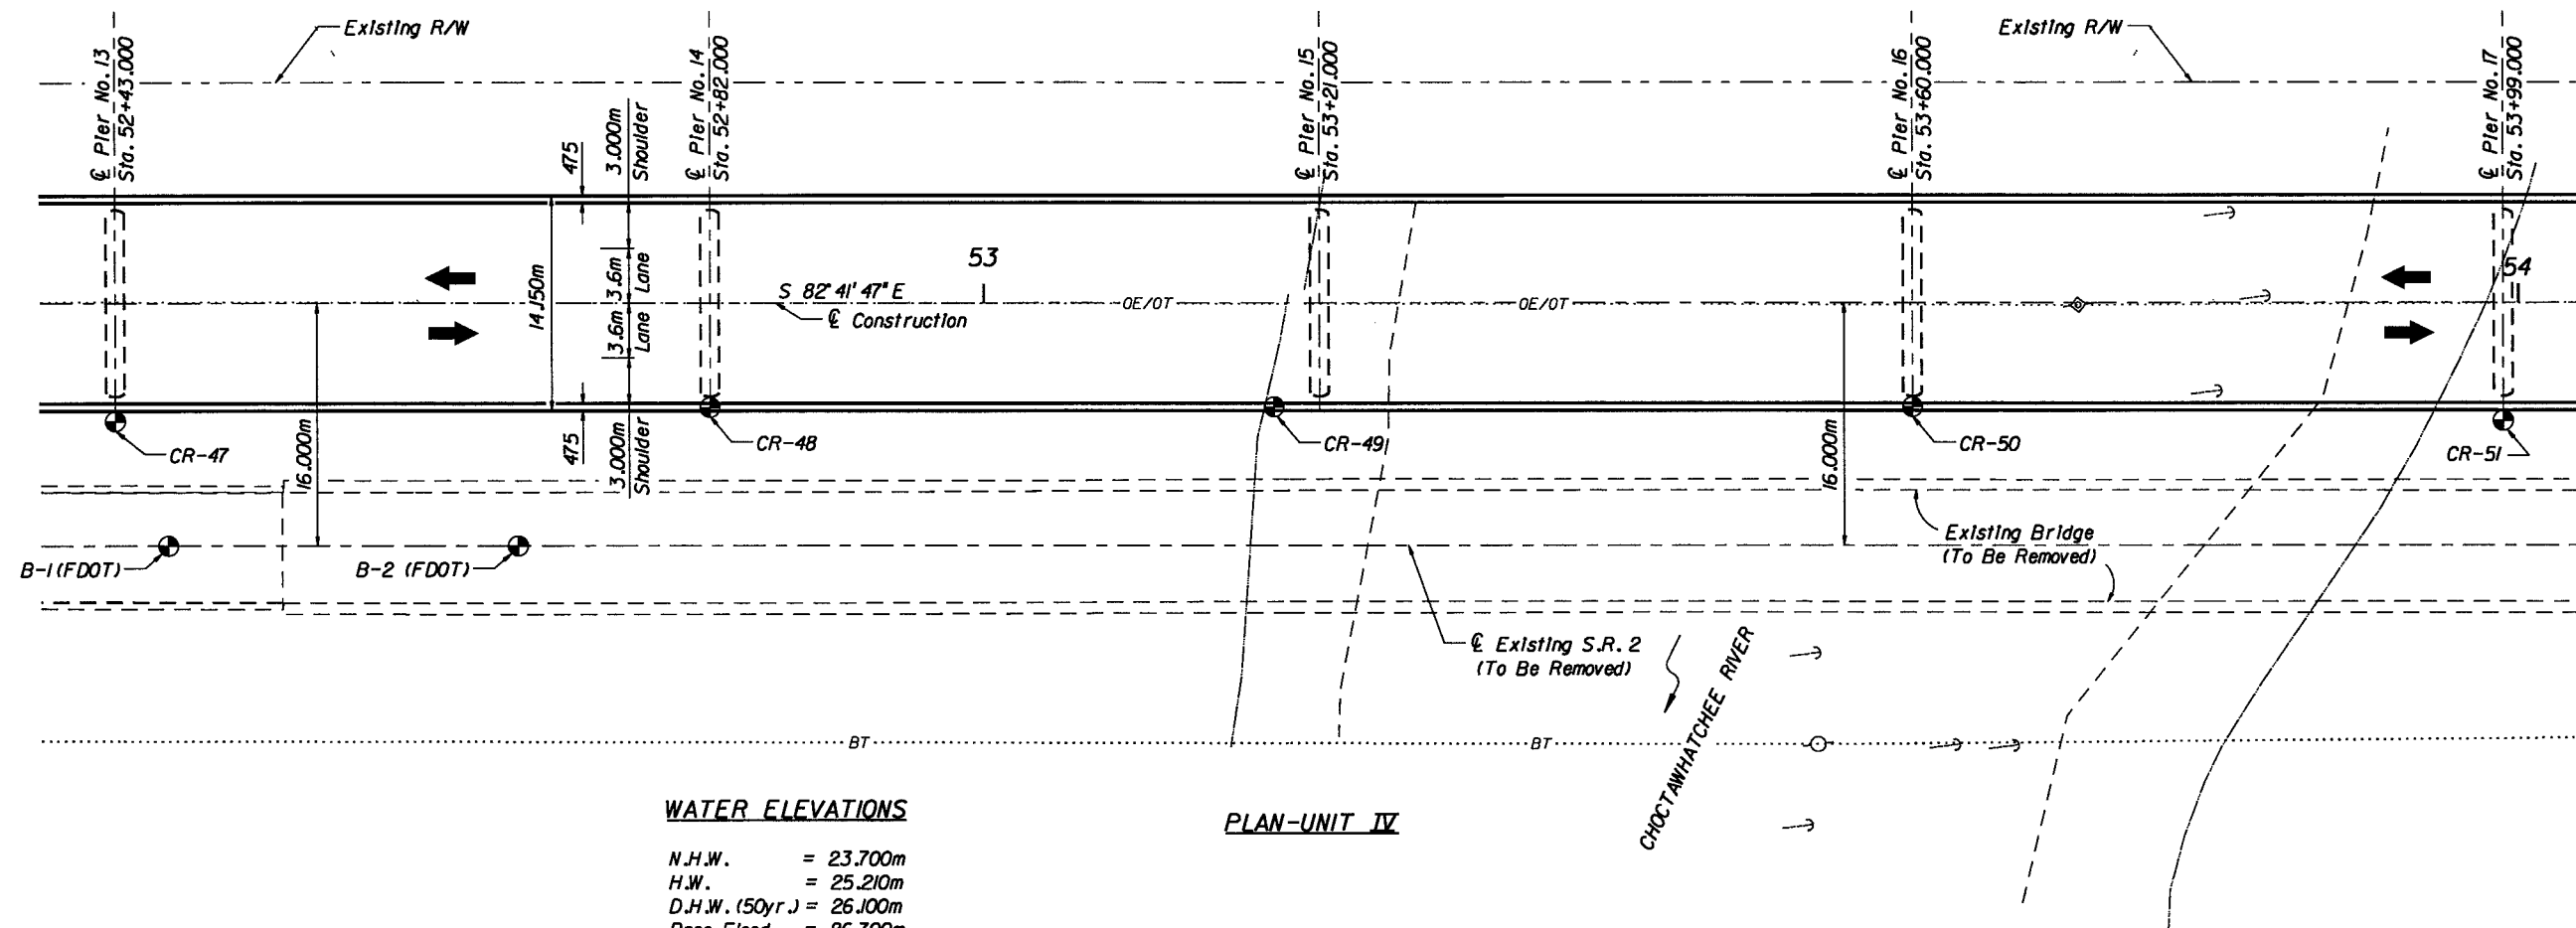 Existing R/W
Existing R/W
℄ Pier No. 13
Sta. 52+43.000
℄ Pier No. 14
Sta. 52+82.000
℄ Pier No. 15
Sta. 53+21.000
℄ Pier No. 16
Sta. 53+60.000
℄ Pier No. 17
Sta. 53+99.000
475
3.000m
Shoulder
14.150m
3.6m
Lane
3.6m
Lane
53
54
S 82°41'47" E
℄ Construction
OE/OT
OE/OT
475
3.000m
Shoulder
16.000m
16.000m
CR-47
CR-48
CR-49
CR-50
CR-51
B-1 (FDOT)
B-2 (FDOT)
Existing Bridge
(To Be Removed)
℄ Existing S.R. 2
(To Be Removed)
CHOCTAWHATCHEE RIVER
BT
BT
WATER ELEVATIONS
PLAN-UNIT IV
N.H.W. = 23.700m
H.W. = 25.210m
D.H.W. (50yr.) = 26.100m